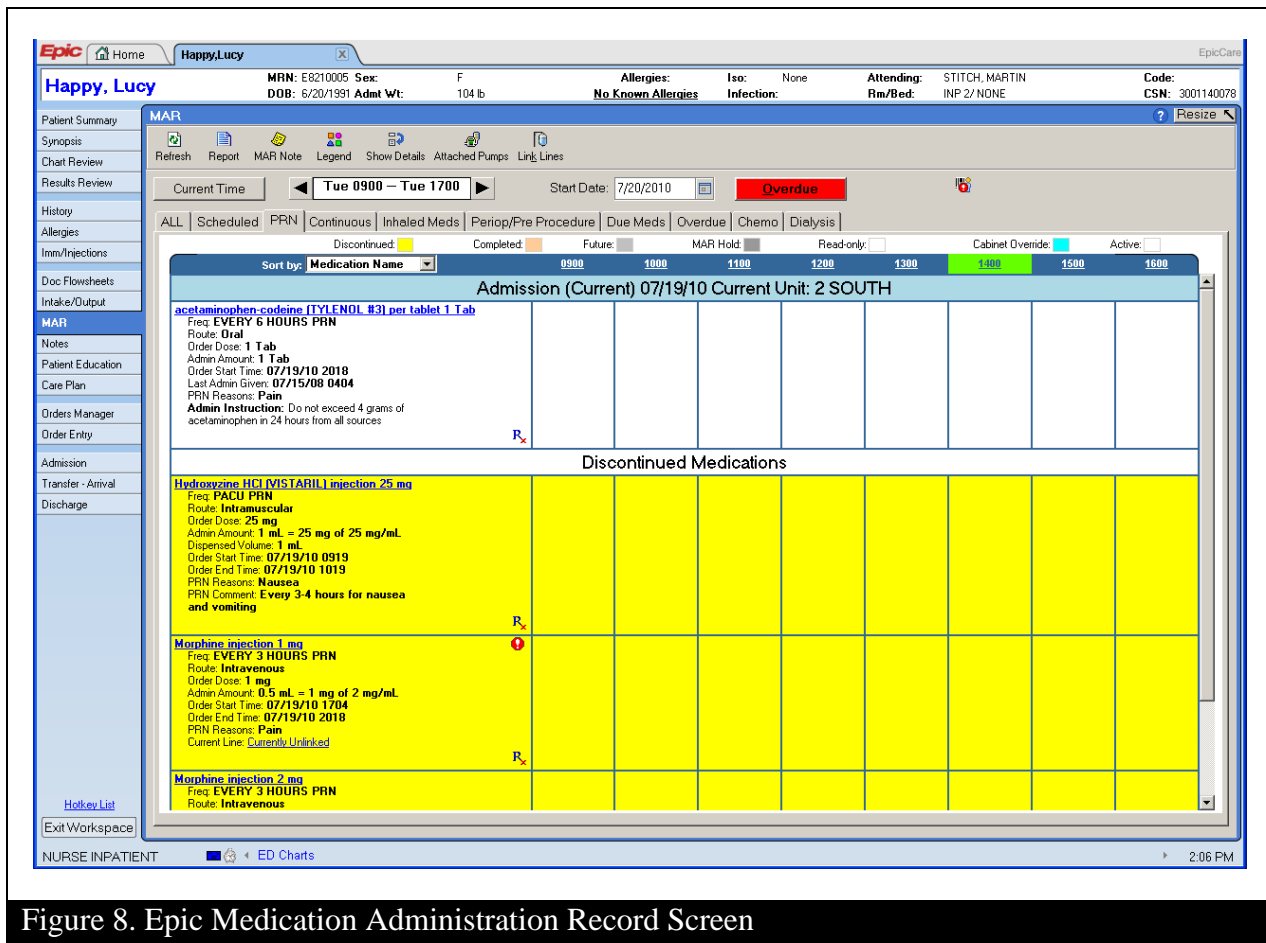 Epic Home Happy,Lucy EpicCare
Happy, Lucy
MRN: E8210005 Sex: F Allergies: Iso: None Attending: STITCH, MARTIN Code:
DOB: 6/20/1991 Admt Wt: 104 lb No Known Allergies Infection: Rm/Bed: INP 2/ NONE CSN: 3001140078
Patient Summary
Synopsis
Chart Review
Results Review
History
Allergies
Imm/Injections
Doc Flowsheets
Intake/Output
MAR
Notes
Patient Education
Care Plan
Orders Manager
Order Entry
Admission
Transfer - Arrival
Discharge
Hotkey List
Exit Workspace
MAR ? Resize
Refresh Report MAR Note Legend Show Details Attached Pumps Link Lines
Current Time Tue 0900 — Tue 1700 Start Date: 7/20/2010 Overdue
ALL Scheduled PRN Continuous Inhaled Meds Periop/Pre Procedure Due Meds Overdue Chemo Dialysis
Discontinued: Completed: Future: MAR Hold: Read-only: Cabinet Override: Active:
Sort by: Medication Name 0900 1000 1100 1200 1300 1400 1500 1600
Admission (Current) 07/19/10 Current Unit: 2 SOUTH
acetaminophen-codeine (TYLENOL #3) per tablet 1 Tab
Freq: EVERY 6 HOURS PRN
Route: Oral
Order Dose: 1 Tab
Admin Amount: 1 Tab
Order Start Time: 07/19/10 2018
Last Admin Given: 07/15/08 0404
PRN Reasons: Pain
Admin Instruction: Do not exceed 4 grams of
acetaminophen in 24 hours from all sources
Rx
Discontinued Medications
Hydroxyzine HCl (VISTARIL) injection 25 mg
Freq: PACU PRN
Route: Intramuscular
Order Dose: 25 mg
Admin Amount: 1 mL = 25 mg of 25 mg/mL
Dispensed Volume: 1 mL
Order Start Time: 07/19/10 0919
Order End Time: 07/19/10 1019
PRN Reasons: Nausea
PRN Comment: Every 3-4 hours for nausea
and vomiting
Rx
Morphine injection 1 mg
Freq: EVERY 3 HOURS PRN
Route: Intravenous
Order Dose: 1 mg
Admin Amount: 0.5 mL = 1 mg of 2 mg/mL
Order Start Time: 07/19/10 1704
Order End Time: 07/19/10 2018
PRN Reasons: Pain
Current Line: Currently Unlinked
Rx
Morphine injection 2 mg
Freq: EVERY 3 HOURS PRN
Route: Intravenous
NURSE INPATIENT ED Charts 2:06 PM
Figure 8. Epic Medication Administration Record Screen